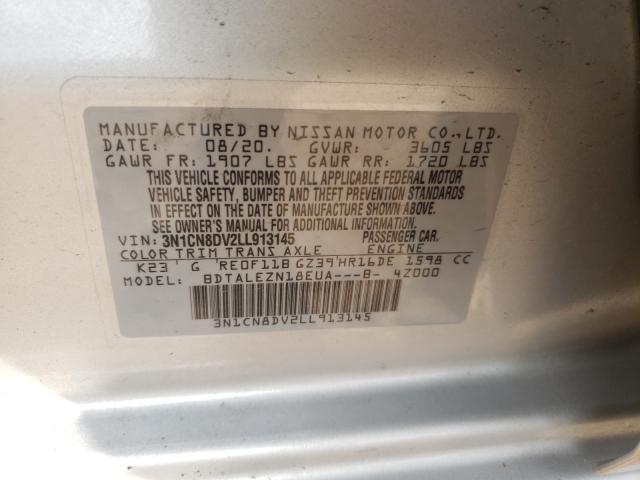 MANUFACTURED BY NISSAN MOTOR CO.,LTD.
DATE: 08/20. GVWR: 3605 LBS
GAWR FR: 1907 LBS GAWR RR: 1720 LBS
THIS VEHICLE CONFORMS TO ALL APPLICABLE FEDERAL MOTOR
VEHICLE SAFETY, BUMPER AND THEFT PREVENTION STANDARDS
IN EFFECT ON THE DATE OF MANUFACTURE SHOWN ABOVE.
SEE OWNER'S MANUAL FOR ADDITIONAL INFORMATION.
VIN: 3N1CN8DV2LL913145 PASSENGER CAR.
COLOR TRIM TRANS AXLE ENGINE
K23 G RE0F11B GZ39 HR16DE 1598 CC
MODEL: BDTALEZN18EUA---B- 4Z000
3N1CN8DV2LL913145